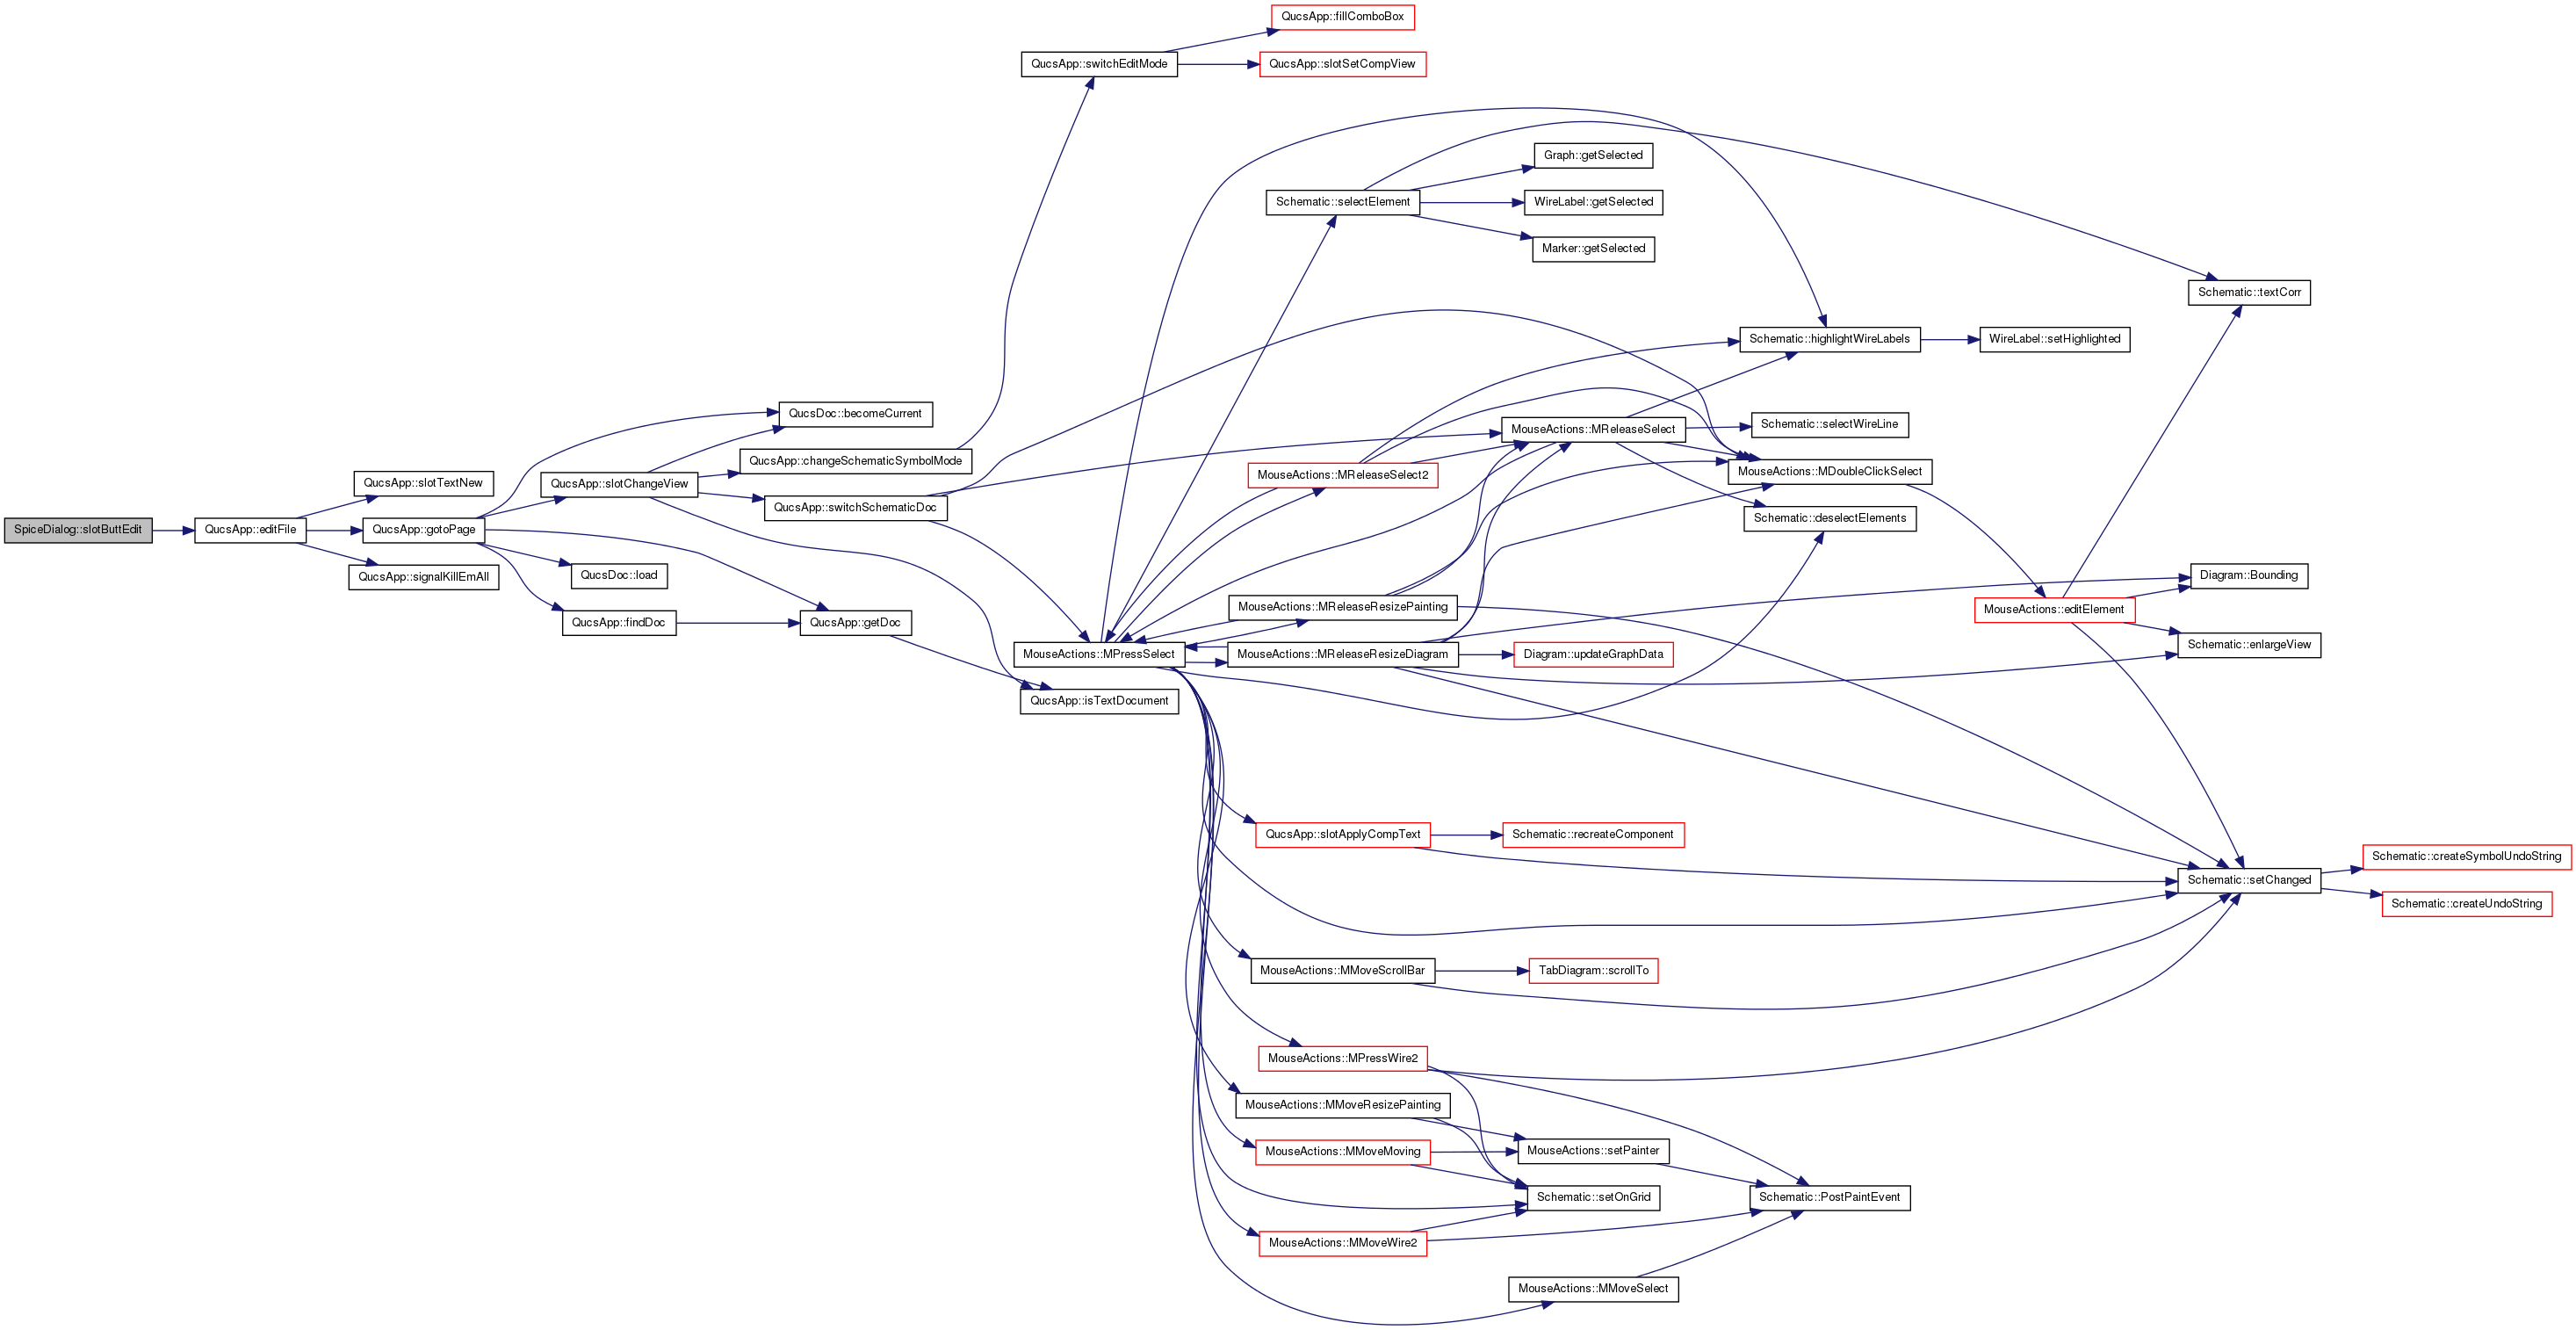 QucsApp::fillComboBox
QucsApp::switchEditMode
QucsApp::slotSetCompView
Graph::getSelected
Schematic::selectElement
WireLabel::getSelected
Marker::getSelected
Schematic::textCorr
Schematic::highlightWireLabels
WireLabel::setHighlighted
QucsDoc::becomeCurrent
MouseActions::MReleaseSelect
Schematic::selectWireLine
QucsApp::changeSchematicSymbolMode
MouseActions::MReleaseSelect2
MouseActions::MDoubleClickSelect
QucsApp::slotTextNew
QucsApp::slotChangeView
QucsApp::switchSchematicDoc
Schematic::deselectElements
SpiceDialog::slotButtEdit
QucsApp::editFile
QucsApp::gotoPage
QucsApp::signalKillEmAll
QucsDoc::load
Diagram::Bounding
MouseActions::MReleaseResizePainting
MouseActions::editElement
QucsApp::findDoc
QucsApp::getDoc
Schematic::enlargeView
MouseActions::MPressSelect
MouseActions::MReleaseResizeDiagram
Diagram::updateGraphData
QucsApp::isTextDocument
QucsApp::slotApplyCompText
Schematic::recreateComponent
Schematic::createSymbolUndoString
Schematic::setChanged
Schematic::createUndoString
MouseActions::MMoveScrollBar
TabDiagram::scrollTo
MouseActions::MPressWire2
MouseActions::MMoveResizePainting
MouseActions::MMoveMoving
MouseActions::setPainter
Schematic::setOnGrid
Schematic::PostPaintEvent
MouseActions::MMoveWire2
MouseActions::MMoveSelect